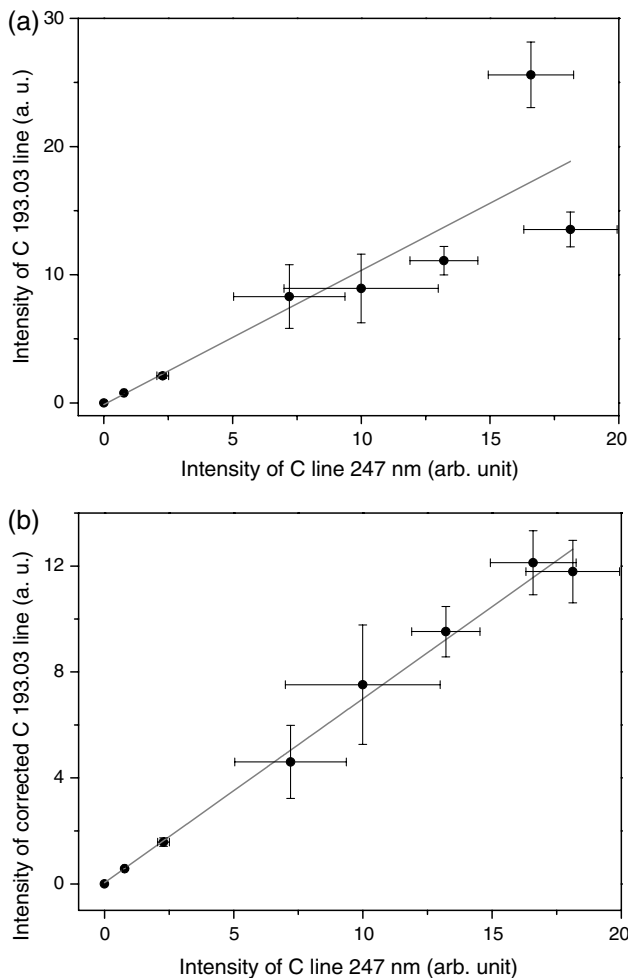 (a)
30
20
10
0
Intensity of C 193.03 line (a. u.)
0 5 10 15 20
Intensity of C line 247 nm (arb. unit)
(b)
12
8
4
0
Intensity of corrected C 193.03 line (a. u.)
0 5 10 15 20
Intensity of C line 247 nm (arb. unit)